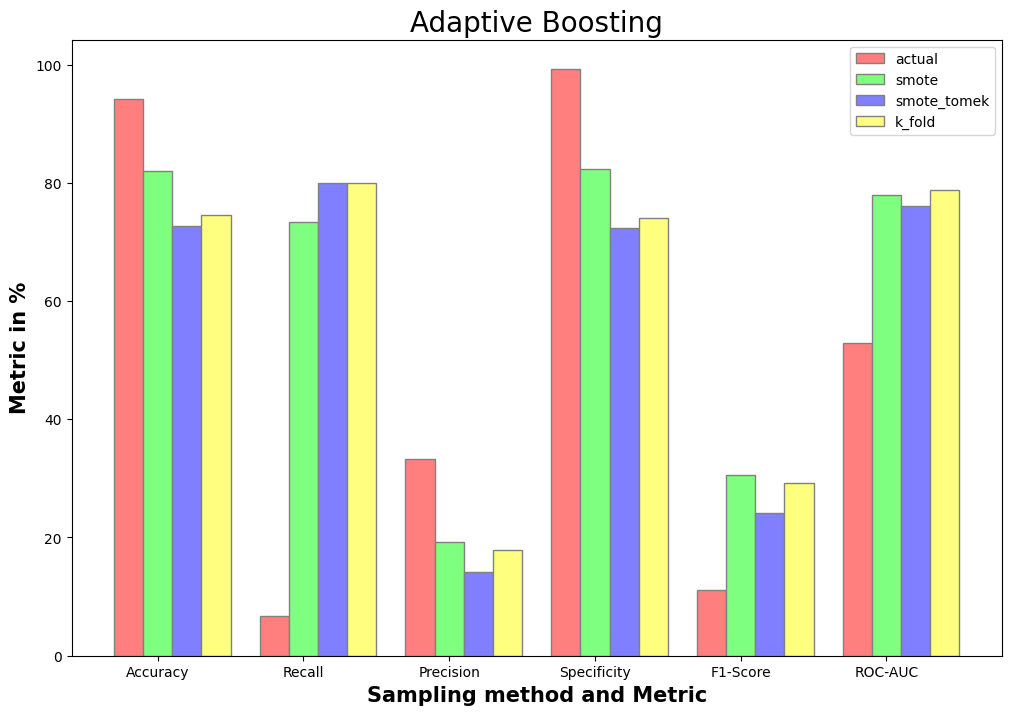 Adaptive Boosting
actual
smote
smote_tomek
k_fold
100
80
60
40
20
0
Metric in %
Accuracy Recall Precision Specificity F1-Score ROC-AUC
Sampling method and Metric